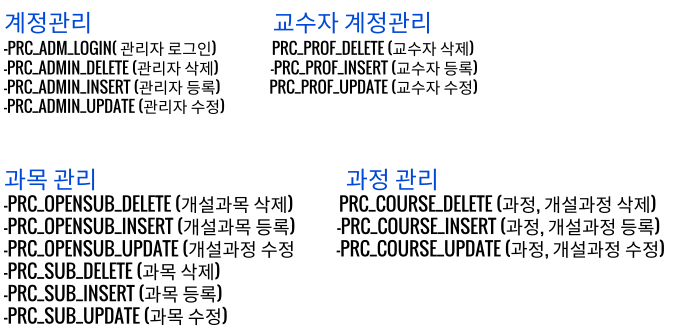 계정관리
-PRC_ADM_LOGIN( 관리자 로그인)
-PRC_ADMIN_DELETE (관리자 삭제)
-PRC_ADMIN_INSERT (관리자 등록)
-PRC_ADMIN_UPDATE (관리자 수정)
교수자 계정관리
PRC_PROF_DELETE (교수자 삭제)
-PRC_PROF_INSERT (교수자 등록)
PRC_PROF_UPDATE (교수자 수정)
과목 관리
-PRC_OPENSUB_DELETE (개설과목 삭제)
-PRC_OPENSUB_INSERT (개설과목 등록)
-PRC_OPENSUB_UPDATE (개설과정 수정
-PRC_SUB_DELETE (과목 삭제)
-PRC_SUB_INSERT (과목 등록)
-PRC_SUB_UPDATE (과목 수정)
과정 관리
PRC_COURSE_DELETE (과정, 개설과정 삭제)
-PRC_COURSE_INSERT (과정, 개설과정 등록)
-PRC_COURSE_UPDATE (과정, 개설과정 수정)